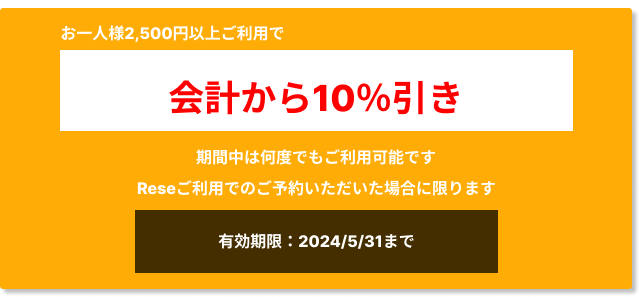 お一人様2,500円以上ご利用で
会計から10%引き
期間中は何度でもご利用可能です
Reseご利用でのご予約いただいた場合に限ります
有効期限：2024/5/31まで